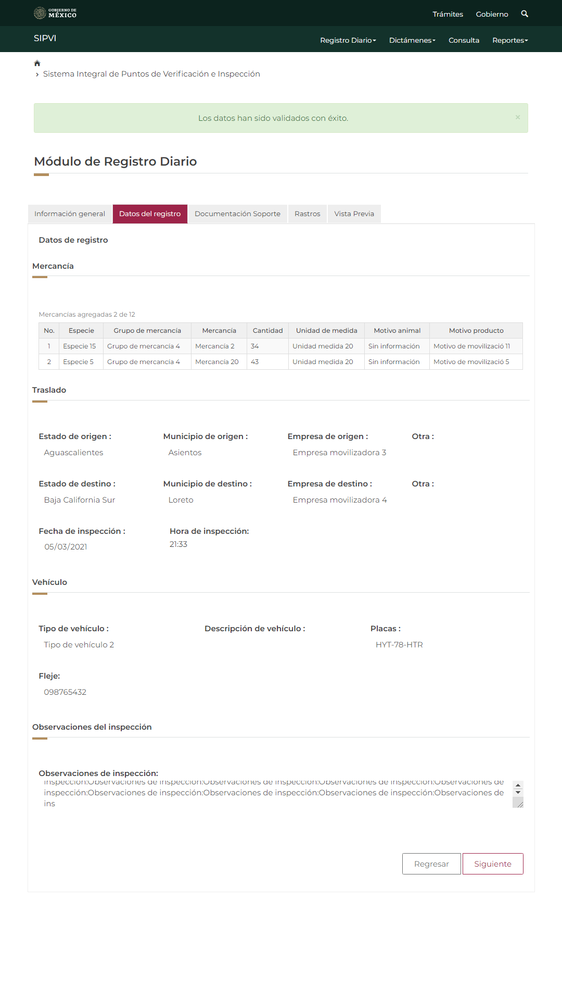 GOBIERNO DE
MÉXICO
Trámites
Gobierno
SIPVI
Registro Diario
Dictámenes
Consulta
Reportes
Sistema Integral de Puntos de Verificación e Inspección
Los datos han sido validados con éxito.
×
Módulo de Registro Diario
Información general
Datos del registro
Documentación Soporte
Rastros
Vista Previa
Datos de registro
Mercancía
Mercancías agregadas 2 de 12
No. Especie Grupo de mercancía Mercancía Cantidad Unidad de medida Motivo animal Motivo producto
1 Especie 15 Grupo de mercancía 4 Mercancía 2 34 Unidad medida 20 Sin información Motivo de movilizació 11
2 Especie 5 Grupo de mercancía 4 Mercancía 20 43 Unidad medida 20 Sin información Motivo de movilizació 5
Traslado
Estado de origen : Municipio de origen : Empresa de origen : Otra :
Aguascalientes Asientos Empresa movilizadora 3
Estado de destino : Municipio de destino : Empresa de destino : Otra :
Baja California Sur Loreto Empresa movilizadora 4
Fecha de inspección : Hora de inspección:
05/03/2021 21:33
Vehículo
Tipo de vehículo : Descripción de vehículo : Placas :
Tipo de vehículo 2 HYT-78-HTR
Fleje:
098765432
Observaciones del inspección
Observaciones de inspección:
inspección:Observaciones de inspección:Observaciones de inspección:Observaciones de inspección:Observaciones de
inspección:Observaciones de inspección:Observaciones de inspección:Observaciones de inspección:Observaciones de
ins
Regresar
Siguiente